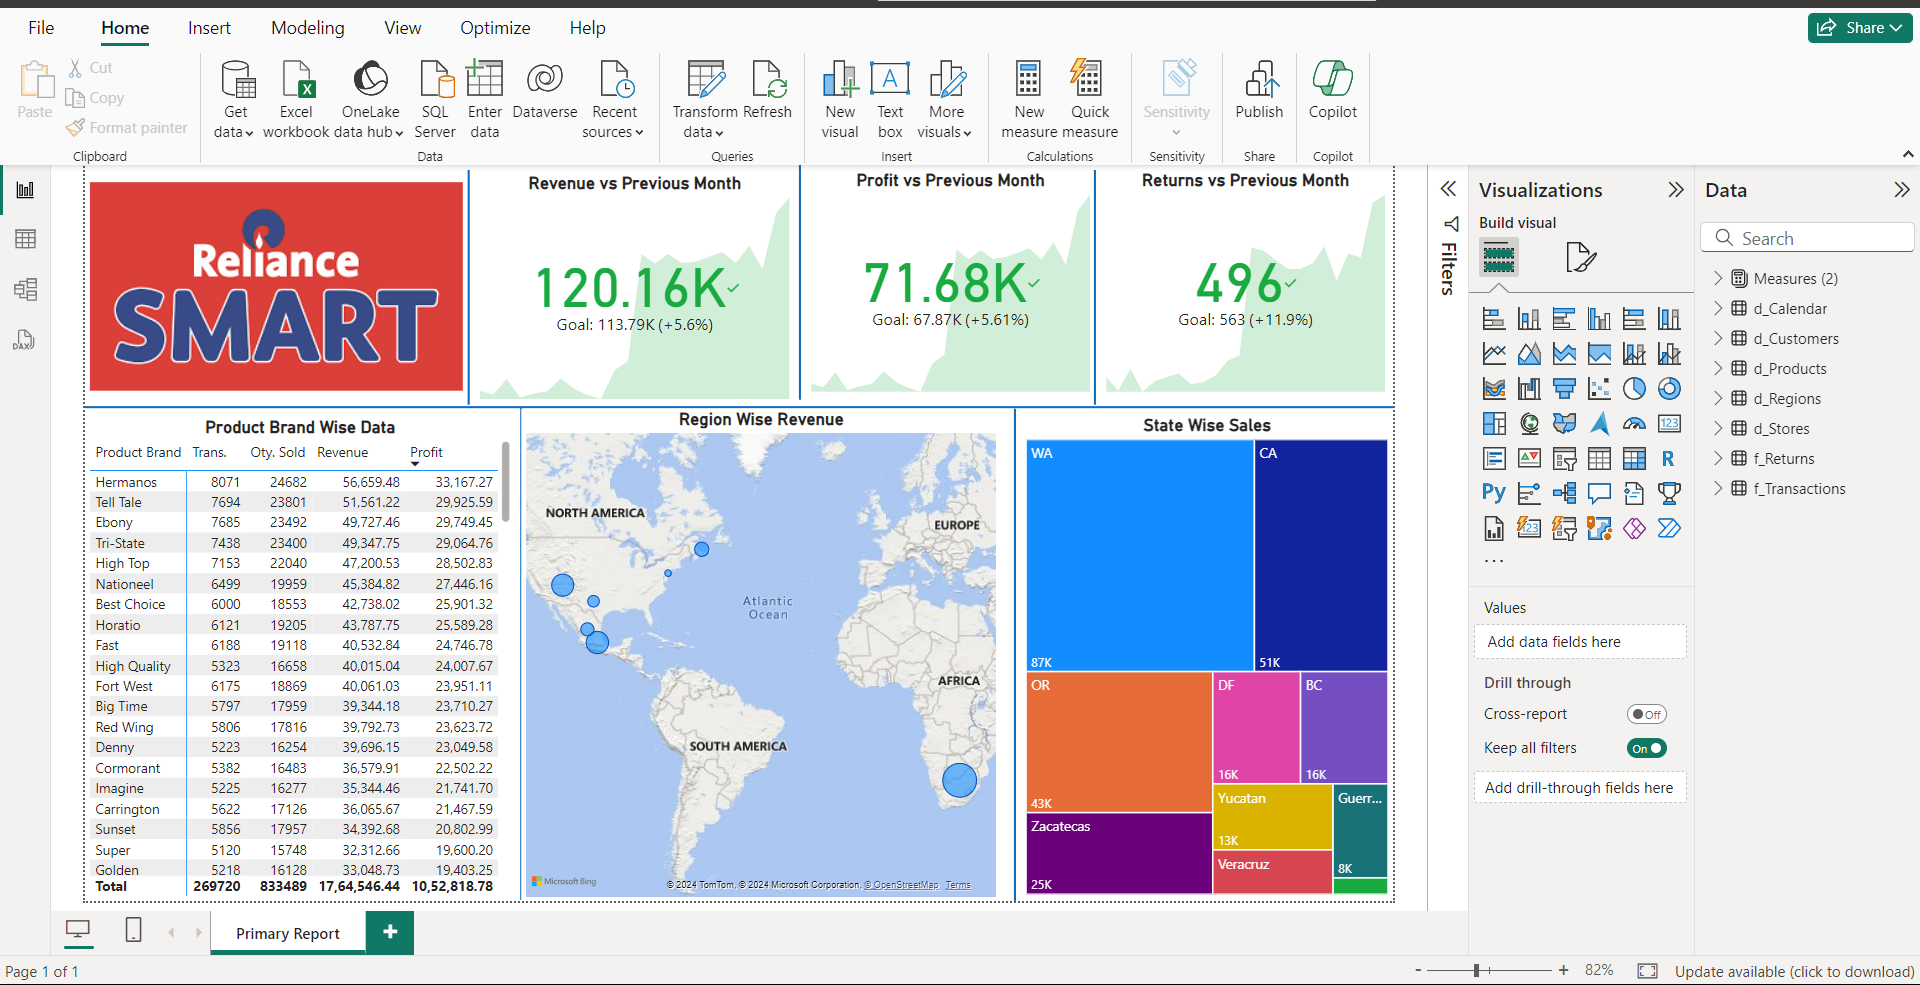 File Home Insert Modeling View Optimize Help
Share
Paste
Cut
Copy
Format painter
Clipboard
Get data
Excel workbook
OneLake data hub
SQL Server
Enter data
Dataverse
Recent sources
Data
Transform data
Refresh
Queries
New visual
Text box
More visuals
Insert
New measure
Quick measure
Calculations
Sensitivity
Sensitivity
Publish
Share
Copilot
Copilot
Reliance
SMART
Revenue vs Previous Month
120.16K
Goal: 113.79K (+5.6%)
Profit vs Previous Month
71.68K
Goal: 67.87K (+5.61%)
Returns vs Previous Month
496
Goal: 563 (+11.9%)
Product Brand Wise Data
Product Brand Trans. Oty. Sold Revenue Profit
Hermanos 8071 24682 56,659.48 33,167.27
Tell Tale 7694 23801 51,561.22 29,925.59
Ebony 7685 23492 49,727.46 29,749.45
Tri-State 7438 23400 49,347.75 29,064.76
High Top 7153 22040 47,200.53 28,502.83
Nationeel 6499 19959 45,384.82 27,446.16
Best Choice 6000 18553 42,738.02 25,901.32
Horatio 6121 19205 43,787.75 25,589.28
Fast 6188 19118 40,532.84 24,746.78
High Quality 5323 16658 40,015.04 24,007.67
Fort West 6175 18869 40,061.03 23,951.11
Big Time 5797 17959 39,344.18 23,710.27
Red Wing 5806 17816 39,792.73 23,623.72
Denny 5223 16254 39,696.15 23,049.58
Cormorant 5382 16483 36,579.91 22,502.22
Imagine 5225 16277 35,344.46 21,741.70
Carrington 5622 17126 36,065.67 21,467.59
Sunset 5856 17957 34,392.68 20,802.99
Super 5120 15748 32,312.66 19,600.20
Golden 5218 16128 33,048.73 19,403.25
Total 269720 833489 17,64,546.44 10,52,818.78
Region Wise Revenue
NORTH AMERICA
EUROPE
Atlantic
Ocean
AFRICA
SOUTH AMERICA
Microsoft Bing
© 2024 TomTom, © 2024 Microsoft Corporation, © OpenStreetMap Terms
State Wise Sales
WA
87K
CA
51K
OR
43K
DF
16K
BC
16K
Zacatecas
25K
Yucatan
13K
Guerr...
8K
Veracruz
Filters
Visualizations
Build visual
123
R
Py
123
...
Values
Add data fields here
Drill through
Cross-report Off
Keep all filters On
Add drill-through fields here
Data
Search
Measures (2)
d_Calendar
d_Customers
d_Products
d_Regions
d_Stores
f_Returns
f_Transactions
DAX
Primary Report
+
Page 1 of 1
- + 82%
Update available (click to download)